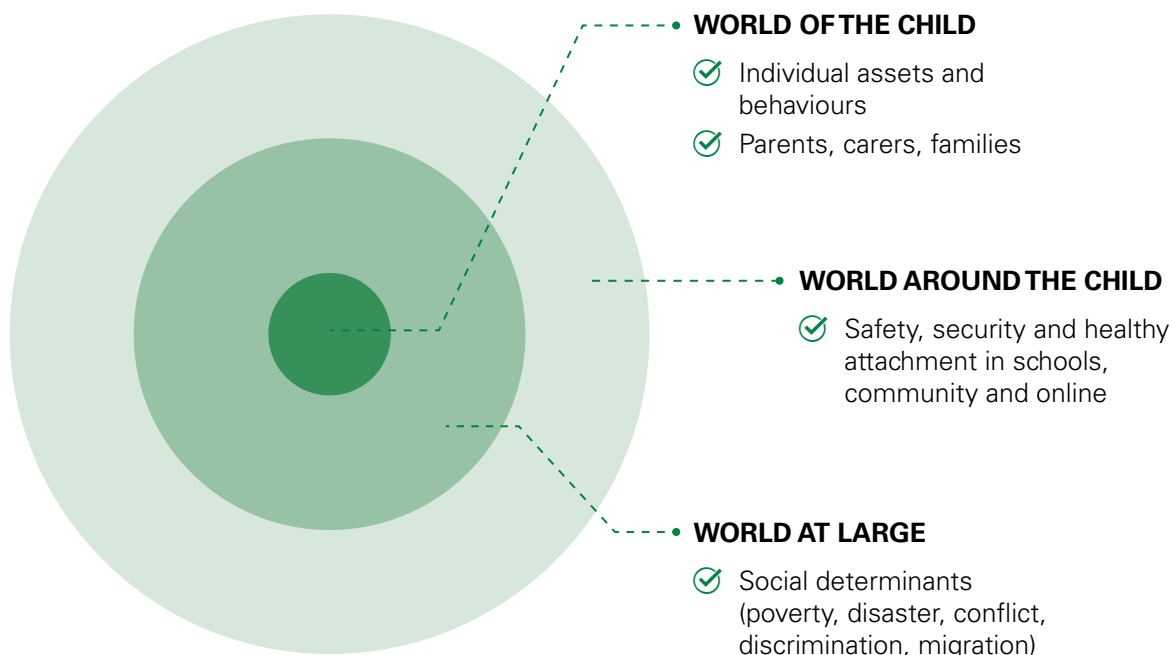 WORLD OF THE CHILD
Individual assets and
behaviours
Parents, carers, families
WORLD AROUND THE CHILD
Safety, security and healthy
attachment in schools,
community and online
WORLD AT LARGE
Social determinants
(poverty, disaster, conflict,
discrimination, migration)